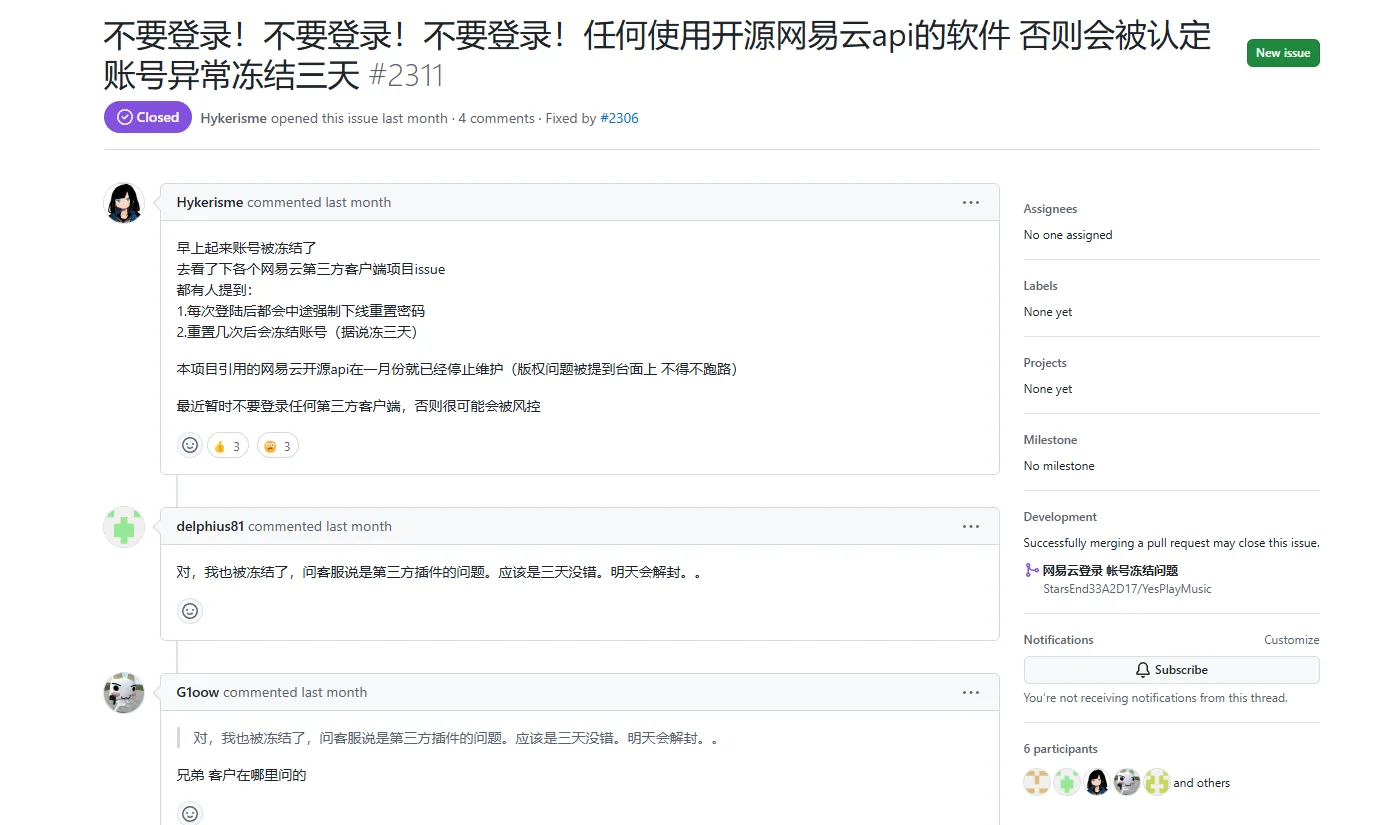 不要登录！不要登录！不要登录！任何使用开源网易云api的软件 否则会被认定
账号异常冻结三天 #2311
New issue
Closed
Hykerisme opened this issue last month · 4 comments · Fixed by #2306
Hykerisme commented last month
早上起来账号被冻结了
去看了下各个网易云第三方客户端项目issue
都有人提到：
1.每次登陆后都会中途强制下线重置密码
2.重置几次后会冻结账号（据说冻三天）
本项目引用的网易云开源api在一月份就已经停止维护（版权问题被提到台面上 不得不跑路）
最近暂时不要登录任何第三方客户端，否则很可能会被风控
3
3
delphius81 commented last month
对，我也被冻结了，问客服说是第三方插件的问题。应该是三天没错。明天会解封。。
G1oow commented last month
对，我也被冻结了，问客服说是第三方插件的问题。应该是三天没错。明天会解封。。
兄弟 客户在哪里问的
Assignees
No one assigned
Labels
None yet
Projects
None yet
Milestone
No milestone
Development
Successfully merging a pull request may close this issue.
网易云登录 帐号冻结问题
StarsEnd33A2D17/YesPlayMusic
Notifications
Customize
Subscribe
You're not receiving notifications from this thread.
6 participants
and others